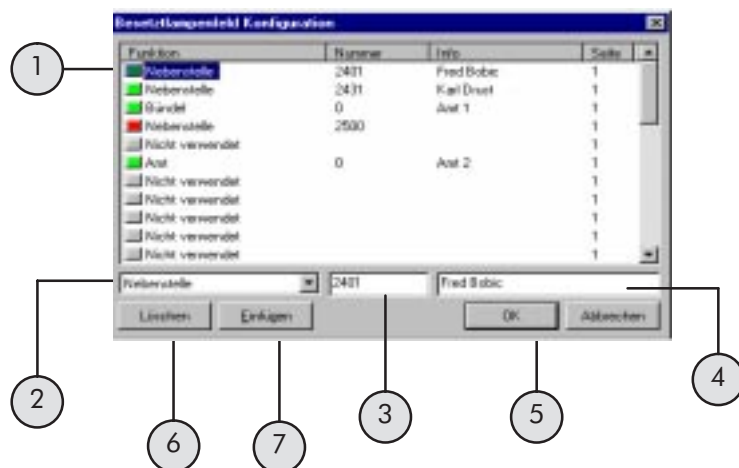 Besetztlampenfeld Konfiguration
Funktion Nummer Info Seite
1
Nebenstelle 2401 Fred Bobic 1
Nebenstelle 2431 Karl Drust 1
Bündel 0 Amt 1 1
Nebenstelle 2500 1
Nicht verwendet 1
Amt 0 Amt 2 1
Nicht verwendet 1
Nicht verwendet 1
Nicht verwendet 1
Nicht verwendet 1
Nicht verwendet 1
Nebenstelle 2401 Fred Bobic
Löschen Einfügen OK Abbrechen
2 3 4
5
6 7